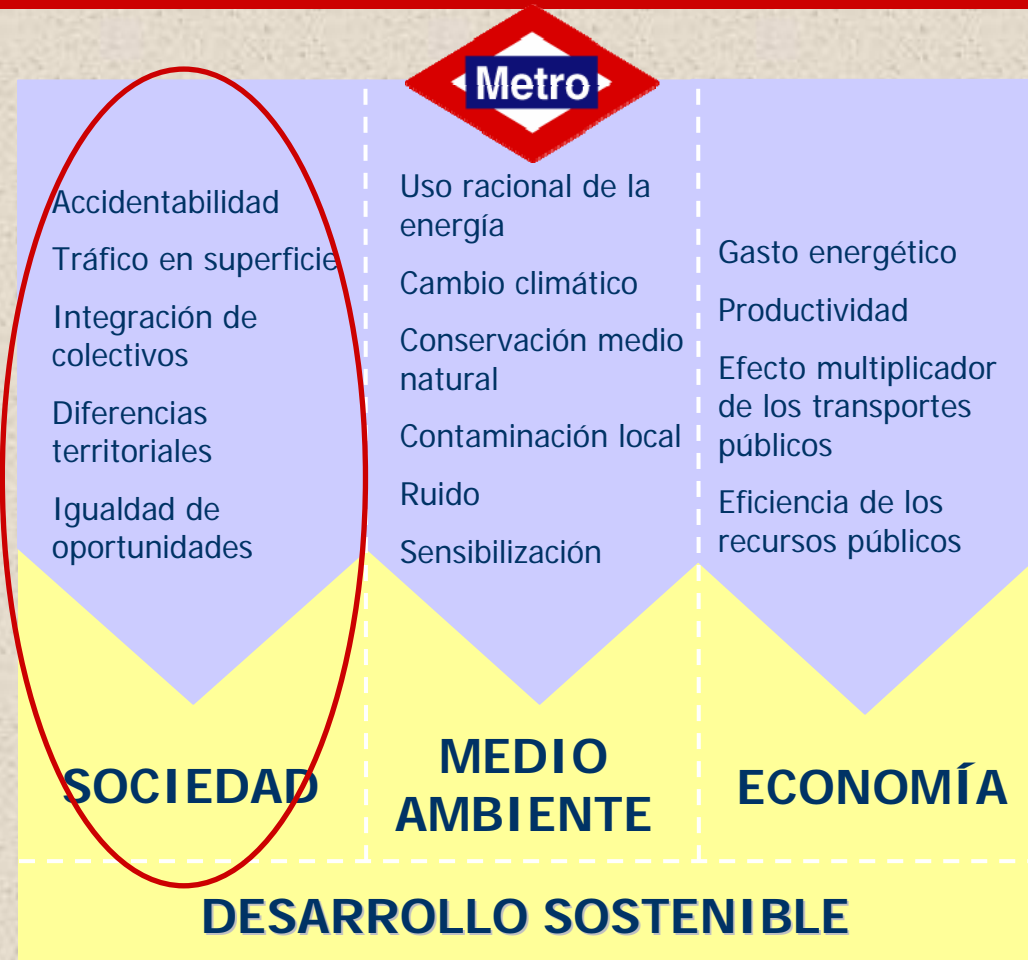 Metro
Accidentabilidad
Tráfico en superficie
Integración de
colectivos
Diferencias
territoriales
Igualdad de
oportunidades
Uso racional de la
energía
Cambio climático
Conservación medio
natural
Contaminación local
Ruido
Sensibilización
Gasto energético
Productividad
Efecto multiplicador
de los transportes
públicos
Eficiencia de los
recursos públicos
SOCIEDAD
MEDIO
AMBIENTE
ECONOMÍA
DESARROLLO SOSTENIBLE